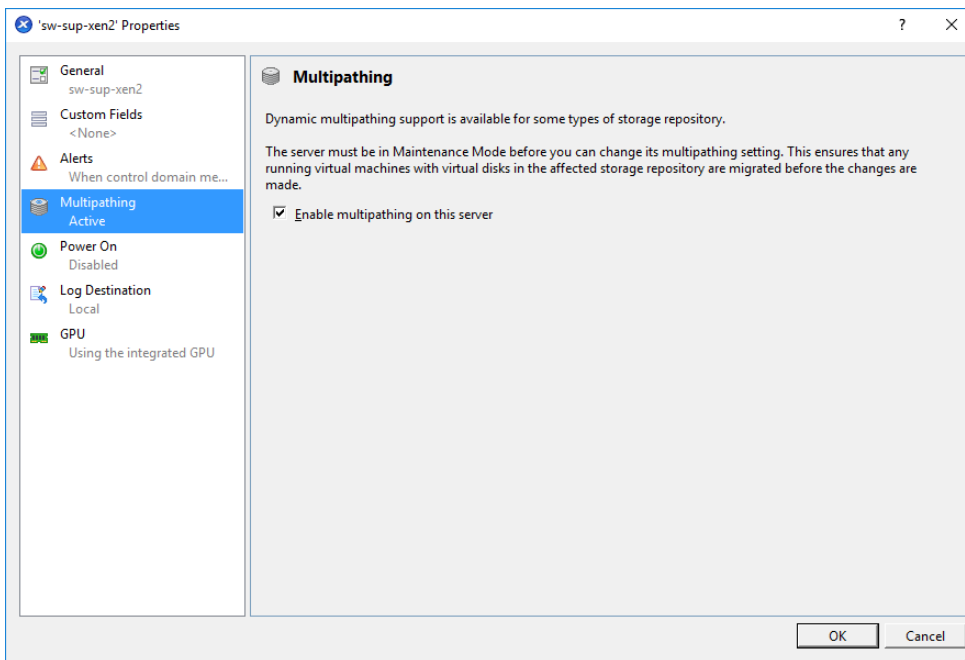 'sw-sup-xen2' Properties
?
General
sw-sup-xen2
Custom Fields
<None>
Alerts
When control domain me...
Multipathing
Active
Power On
Disabled
Log Destination
Local
GPU
Using the integrated GPU
Multipathing
Dynamic multipathing support is available for some types of storage repository.
The server must be in Maintenance Mode before you can change its multipathing setting. This ensures that any
running virtual machines with virtual disks in the affected storage repository are migrated before the changes are
made.
Enable multipathing on this server
OK
Cancel